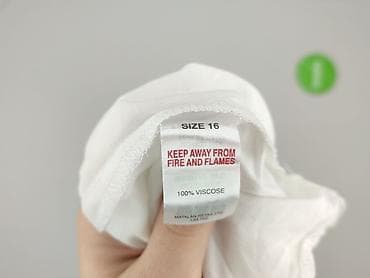 SIZE 16
KEEP AWAY FROM
FIRE AND FLAMES
100% VISCOSE